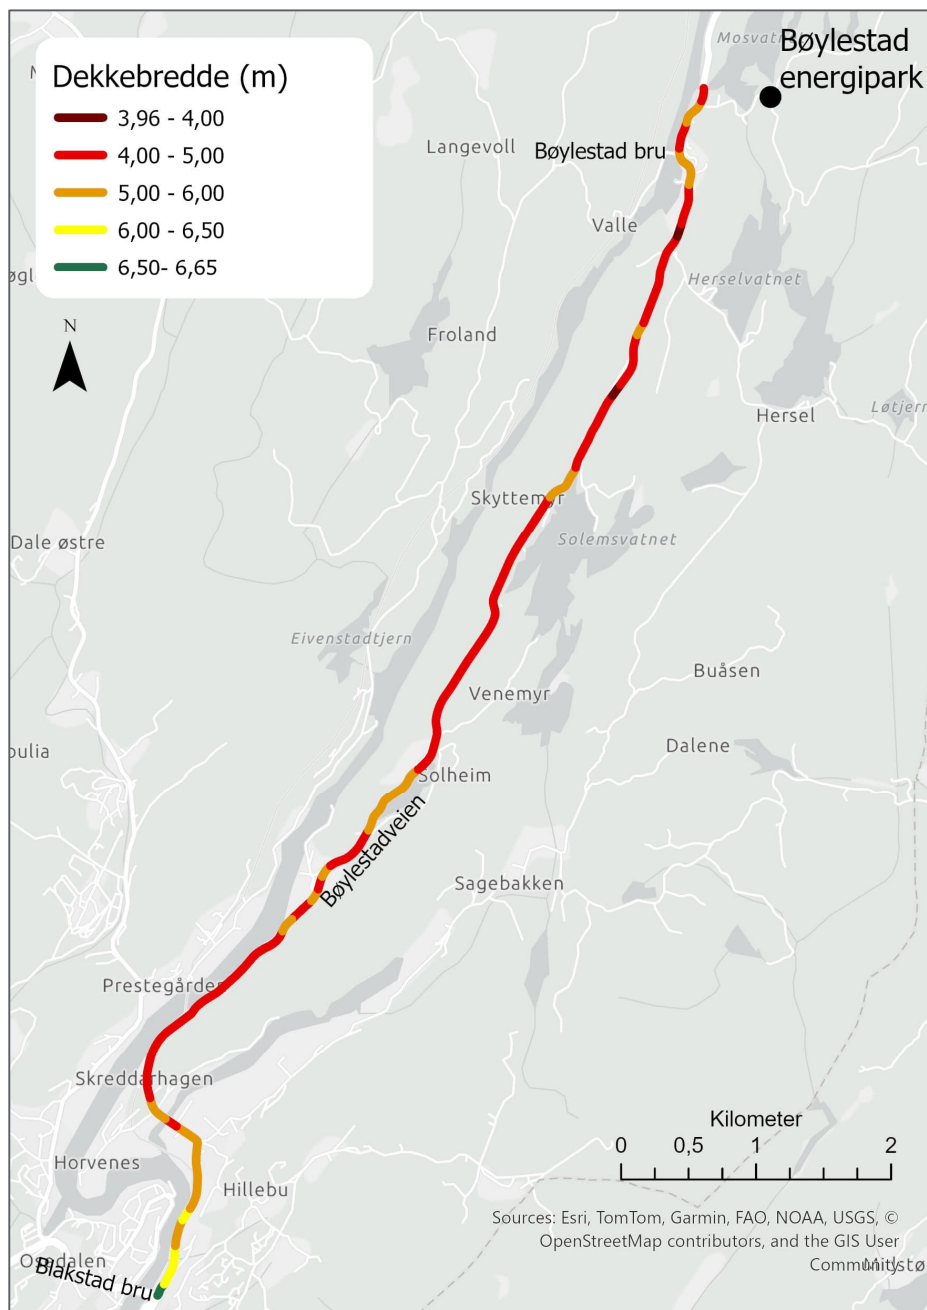 Mosvatn
Bøylestad
energipark
Dekkebredde (m)
3,96 - 4,00
4,00 - 5,00
5,00 - 6,00
6,00 - 6,50
6,50- 6,65
Langevoll
Bøylestad bru
Valle
Herselvatnet
N
Froland
Hersel
Løtjern
Skyttemyr
Solemsvatnet
Dale østre
Eivenstadtjern
Buåsen
Venemyr
Dalene
Solheim
Bøylestadveien
Sagebakken
Prestegården
Skreddarhagen
Kilometer
0 0,5 1 2
Horvenes
Hillebu
Sources: Esri, TomTom, Garmin, FAO, NOAA, USGS, ©
OpenStreetMap contributors, and the GIS User
Community
Osedalen
Blakstad bru